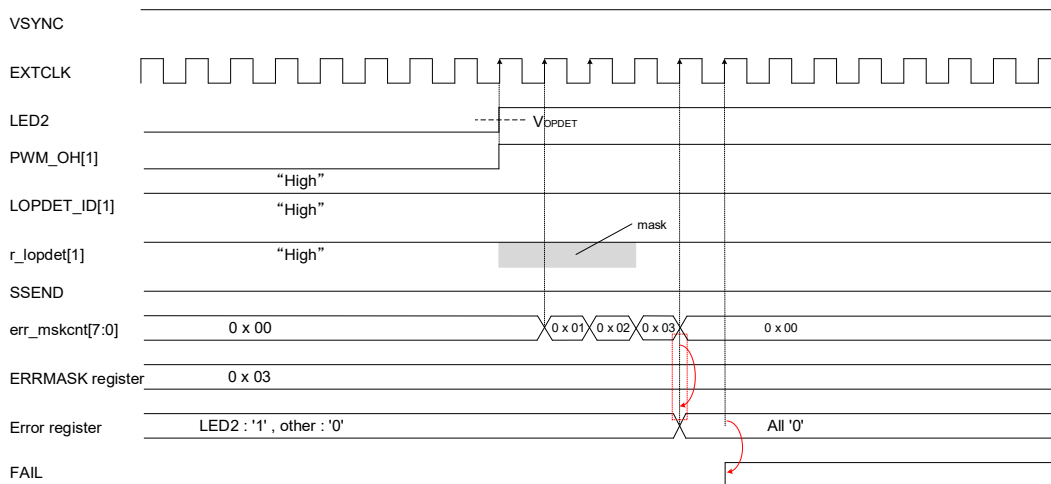 VSYNC
EXTCLK
LED2
VOPDET
PWM_OH[1]
“High”
LOPDET_ID[1]
“High”
mask
r_lopdet[1]
“High”
SSEND
err_mskcnt[7:0]
0 x 00
0 x 01
0 x 02
0 x 03
0 x 00
ERRMASK register
0 x 03
Error register
LED2 : '1' , other : '0'
All '0'
FAIL